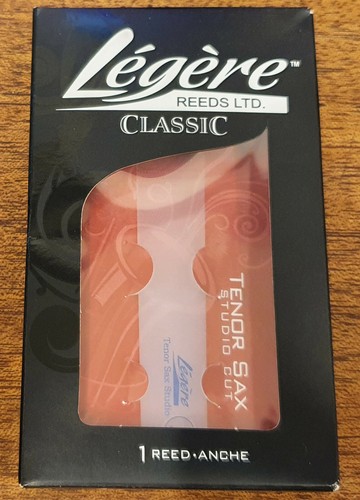 Légère™
REEDS LTD.
CLASSIC
TENOR SAX
STUDIO CUT
Légère
Tenor Sax Studio
1 REED•ANCHE